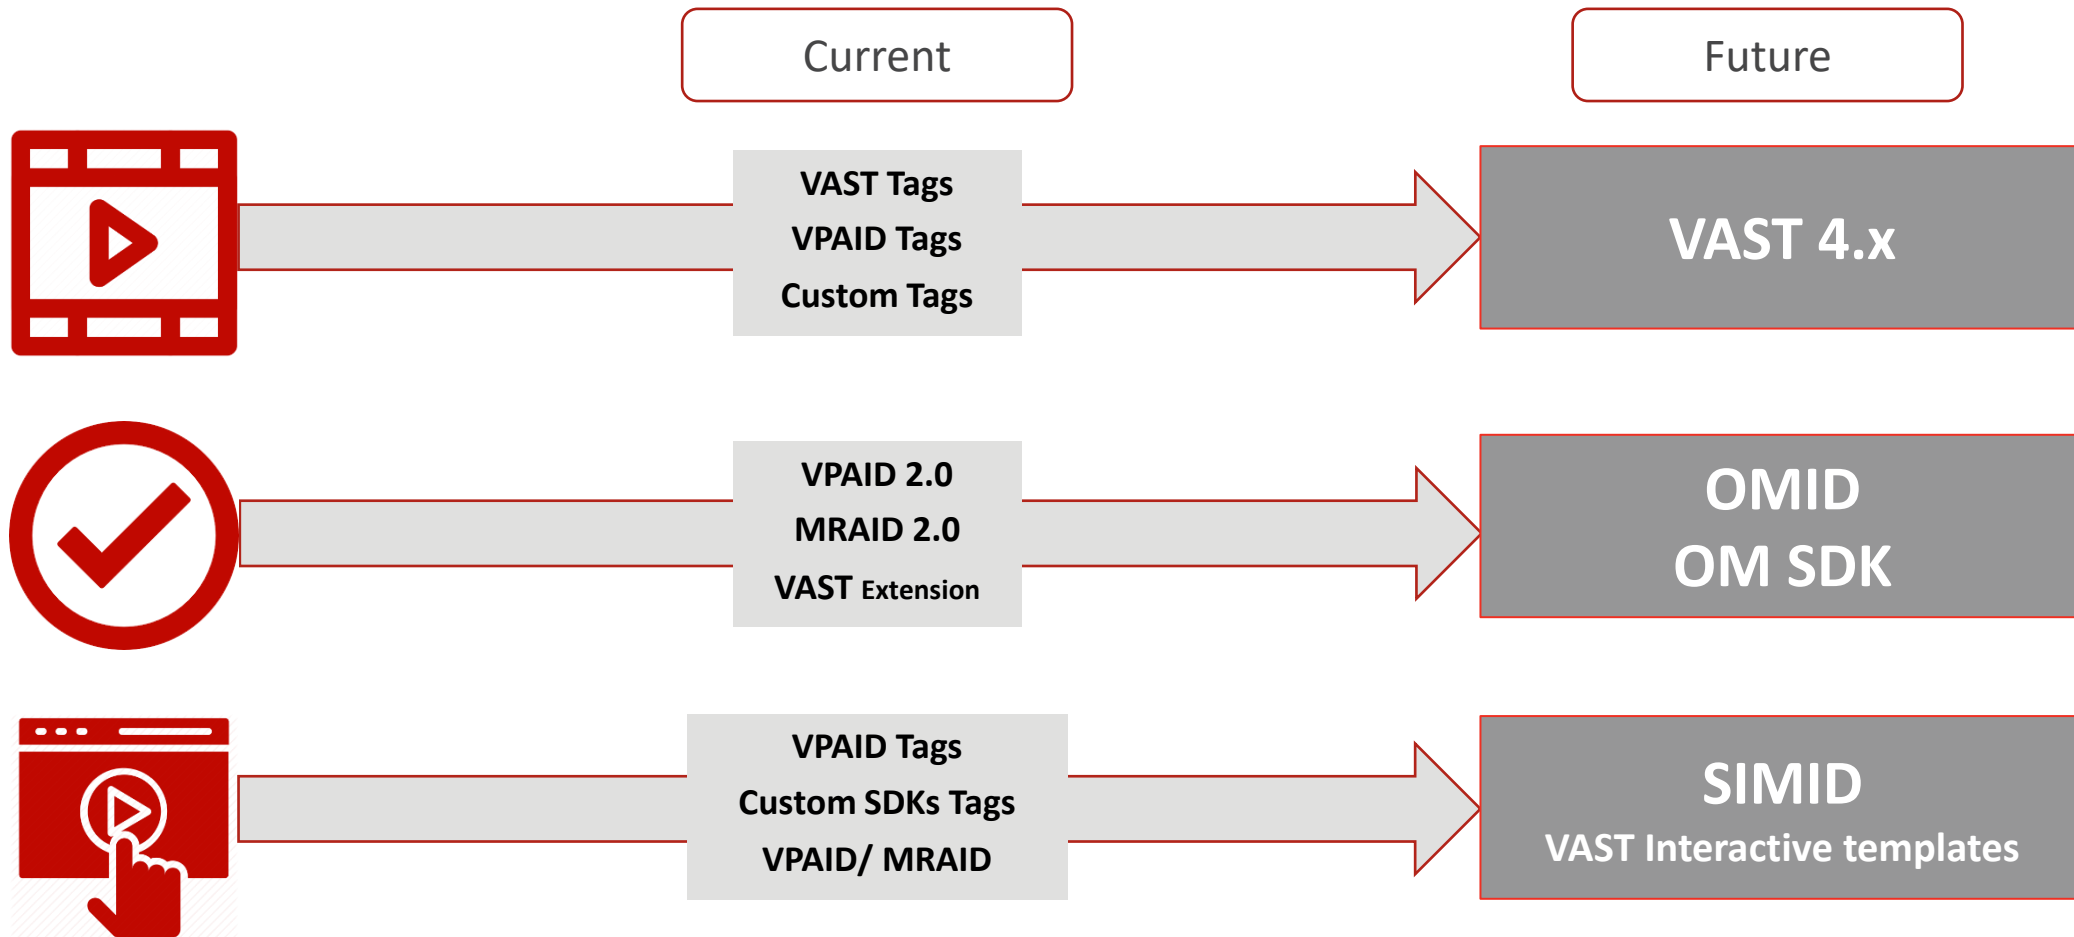 Current
Future
VAST Tags
VPAID Tags
Custom Tags
VAST 4.x
VPAID 2.0
MRAID 2.0
VAST Extension
OMID
OM SDK
VPAID Tags
Custom SDKs Tags
VPAID/ MRAID
SIMID
VAST Interactive templates